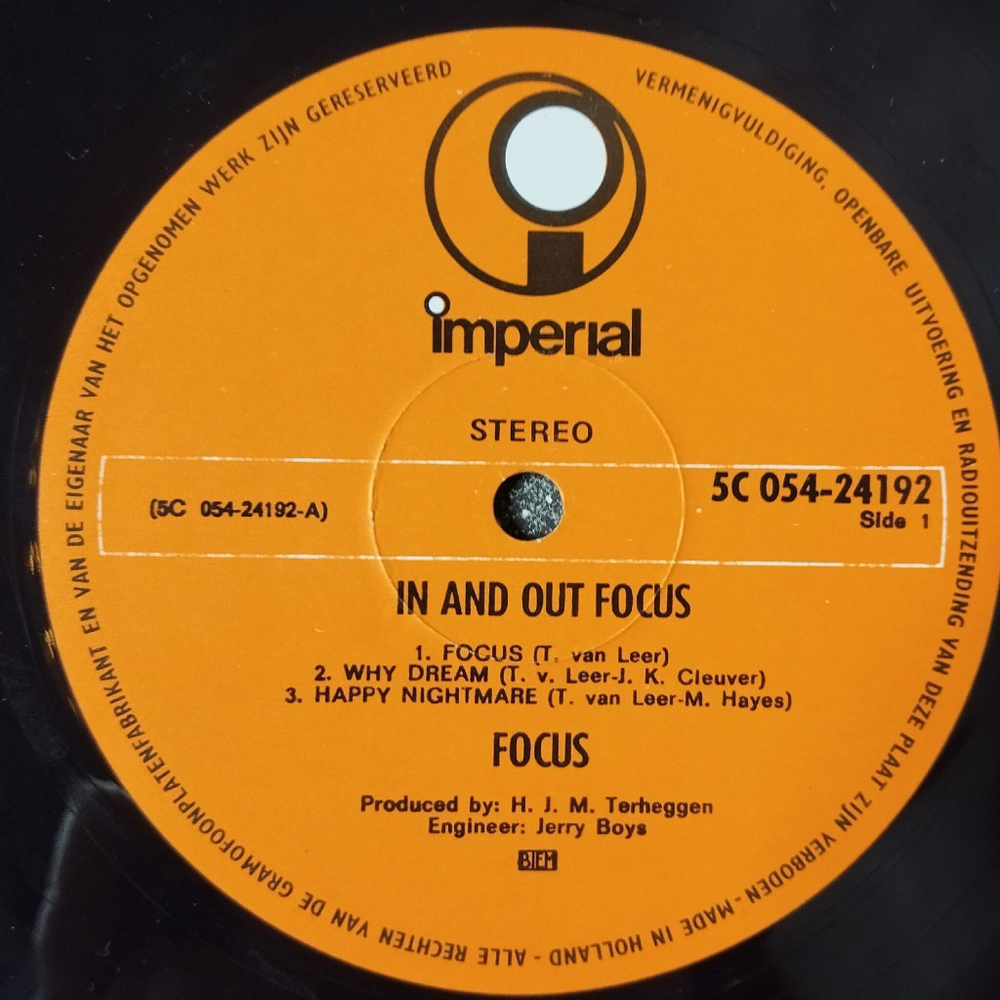 VERMENIGVULDIGING, OPENBARE UITVOERING EN RADIOUITZENDING VAN DEZE PLAAT ZIJN VERBODEN - MADE IN HOLLAND - ALLE RECHTEN VAN DE GRAMOFOONPLATENFABRIKANT EN VAN DE EIGENAAR VAN HET OPGENOMEN WERK ZIJN GERESERVEERD
imperial
STEREO
(5C 054-24192-A)
5C 054-24192
Side 1
IN AND OUT FOCUS
1. FOCUS (T. van Leer)
2. WHY DREAM (T. v. Leer-J. K. Cleuver)
3. HAPPY NIGHTMARE (T. van Leer-M. Hayes)
FOCUS
Produced by: H. J. M. Terheggen
Engineer: Jerry Boys
BIEM